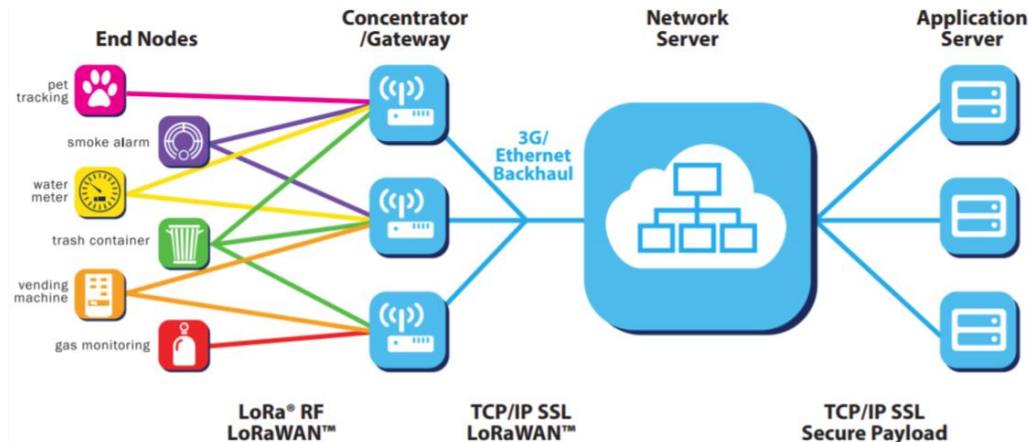 End Nodes
Concentrator
/Gateway
Network
Server
Application
Server
pet
tracking
smoke alarm
water
meter
trash container
vending
machine
gas monitoring
3G/
Ethernet
Backhaul
LoRa® RF
LoRaWAN™
TCP/IP SSL
LoRaWAN™
TCP/IP SSL
Secure Payload